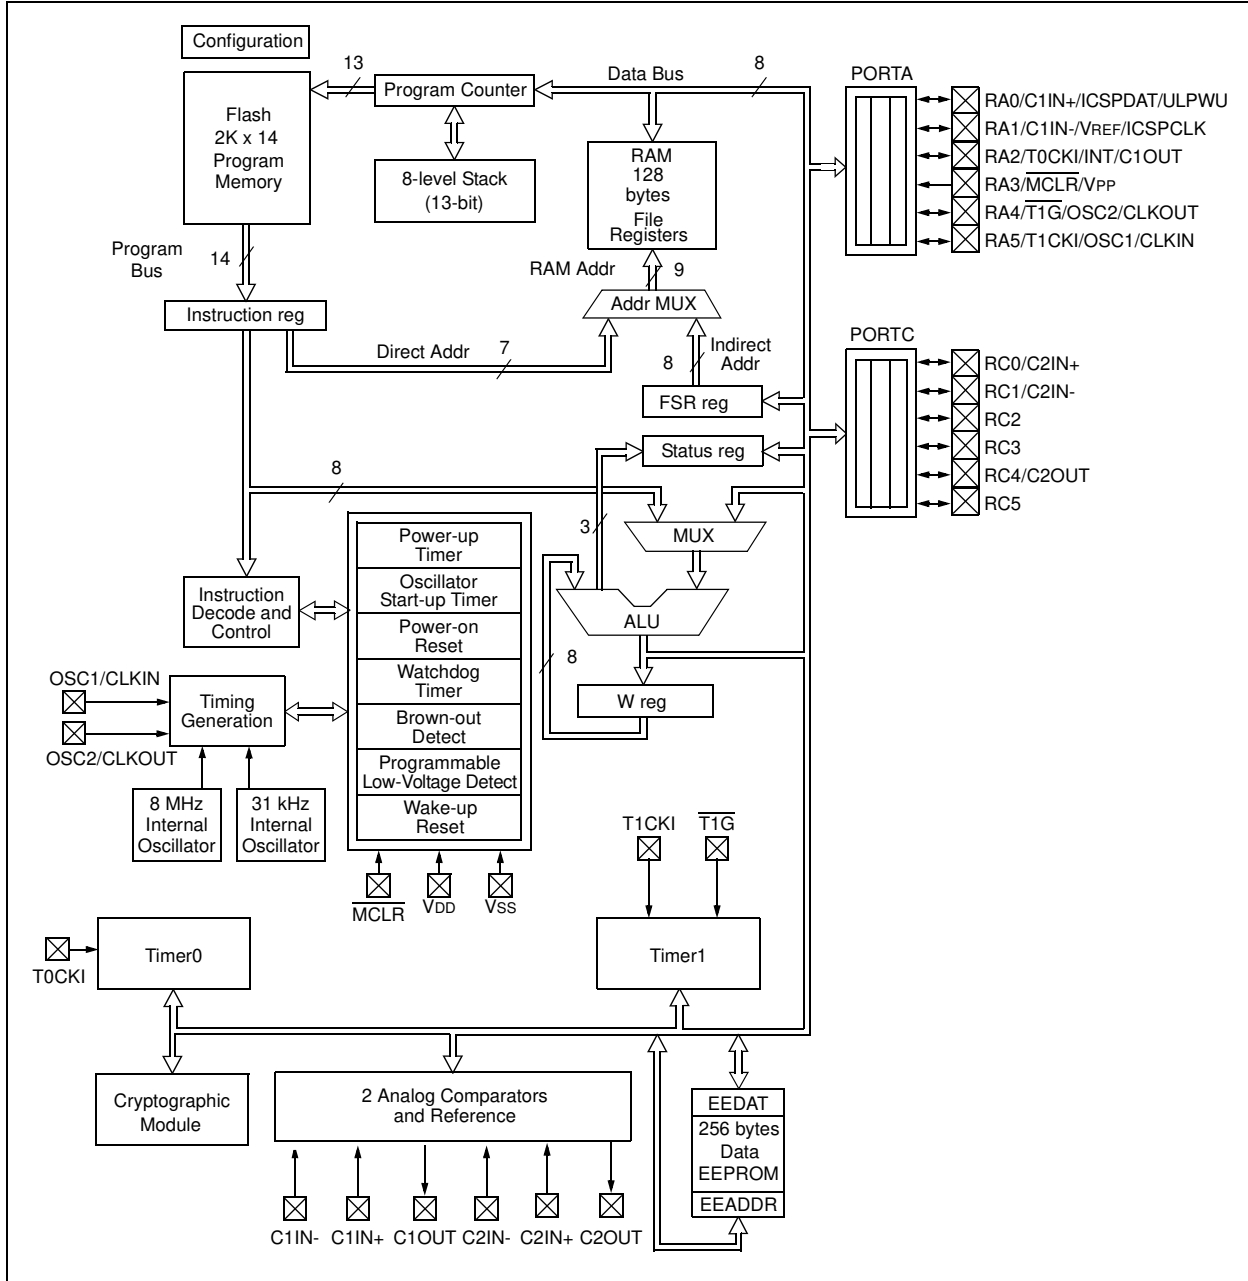 Configuration
13
Data Bus
8
PORTA
Program Counter
Flash
2K x 14
Program
Memory
8-level Stack
(13-bit)
RAM
128
bytes
File
Registers
RA0/C1IN+/ICSPDAT/ULPWU
RA1/C1IN-/VREF/ICSPCLK
RA2/T0CKI/INT/C1OUT
RA3/MCLR/VPP
RA4/T1G/OSC2/CLKOUT
RA5/T1CKI/OSC1/CLKIN
Program
Bus
14
RAM Addr
9
Addr MUX
Instruction reg
Direct Addr
7
8
Indirect
Addr
FSR reg
PORTC
RC0/C2IN+
RC1/C2IN-
RC2
RC3
RC4/C2OUT
RC5
Status reg
8
3
MUX
Power-up
Timer
Oscillator
Start-up Timer
Power-on
Reset
Watchdog
Timer
Brown-out
Detect
Programmable
Low-Voltage Detect
Wake-up
Reset
Instruction
Decode and
Control
ALU
8
W reg
OSC1/CLKIN
Timing
Generation
OSC2/CLKOUT
8 MHz
Internal
Oscillator
31 kHz
Internal
Oscillator
MCLR
VDD
VSS
T1CKI
T1G
T0CKI
Timer0
Timer1
Cryptographic
Module
2 Analog Comparators
and Reference
EEDAT
256 bytes
Data
EEPROM
EEADDR
C1IN-
C1IN+
C1OUT
C2IN-
C2IN+
C2OUT